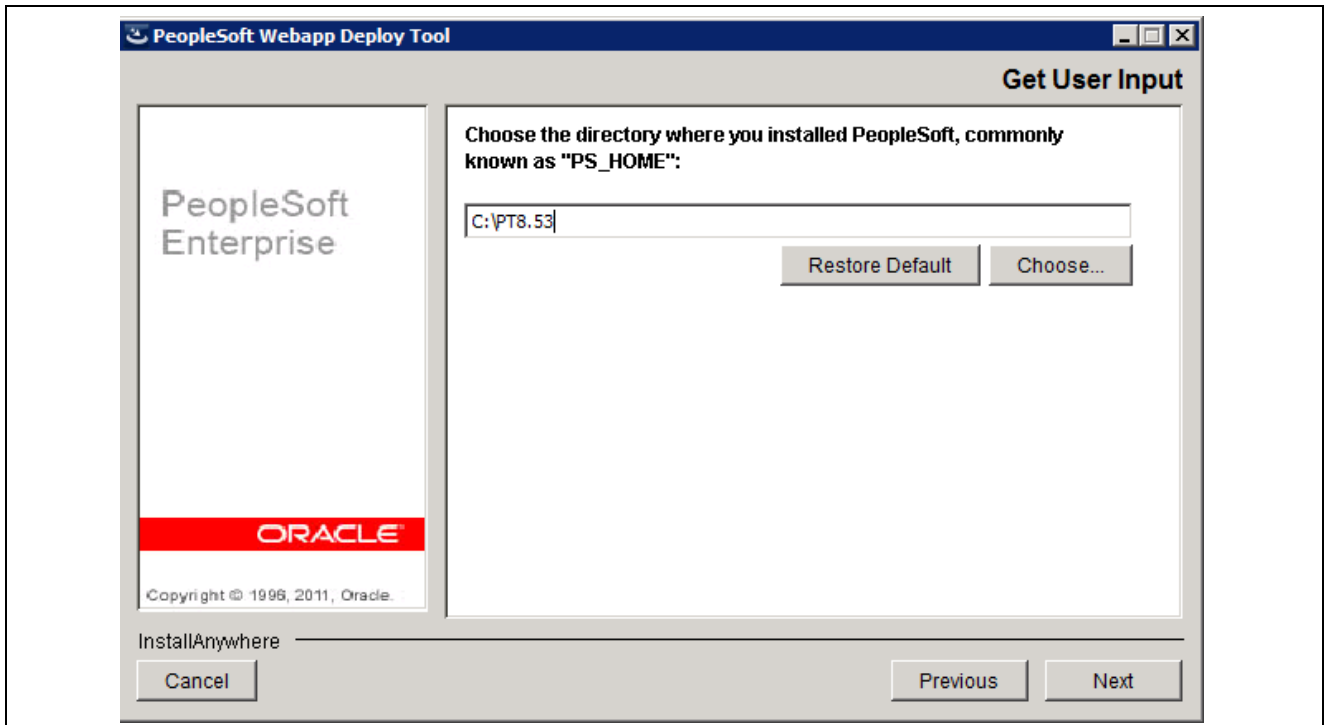 PeopleSoft Webapp Deploy Tool
Get User Input
PeopleSoft
Enterprise
ORACLE
Copyright © 1996, 2011, Oracle.
Choose the directory where you installed PeopleSoft, commonly
known as "PS_HOME":
C:\PT8.53
Restore Default
Choose...
InstallAnywhere
Cancel
Previous
Next